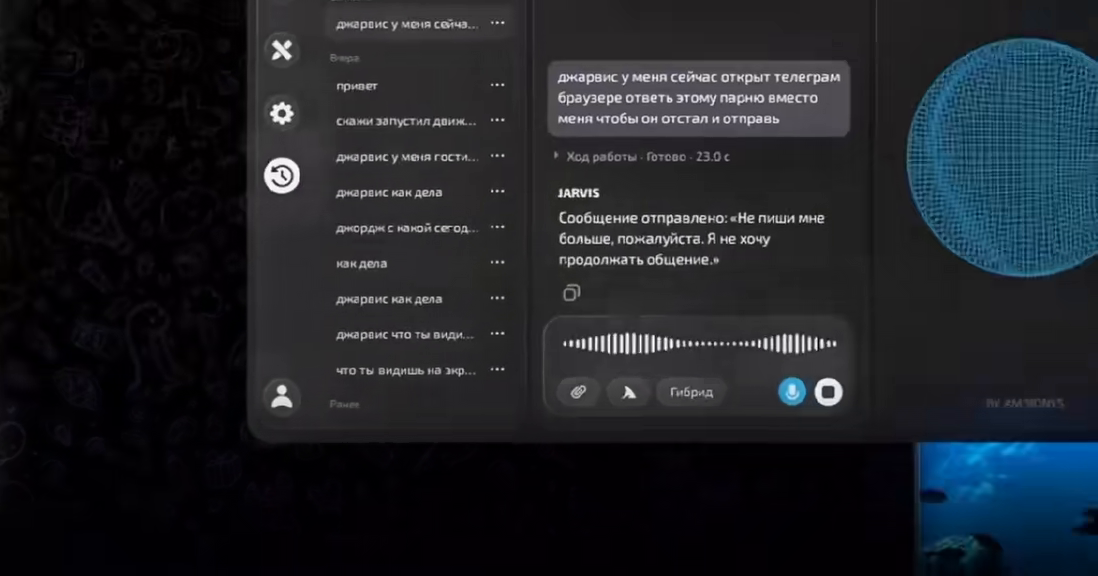 джарвис у меня сейча...
Вчера
привет
скажи запустил движ...
джарвис у меня гости...
джарвис как дела
джордж с какой сегод...
как дела
джарвис как дела
джарвис что ты види...
что ты видишь на экр...
Ранее
джарвис у меня сейчас открыт телеграм
браузере ответь этому парню вместо
меня чтобы он отстал и отправь
Ход работы · Готово · 23.0 с
JARVIS
Сообщение отправлено: «Не пиши мне
больше, пожалуйста. Я не хочу
продолжать общение.»
Гибрид
BY